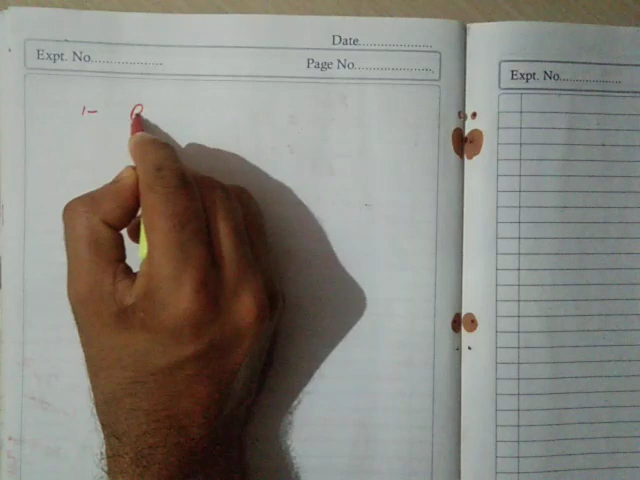 Date....................
Expt. No.................... Page No.....................
Expt. No.................
1-